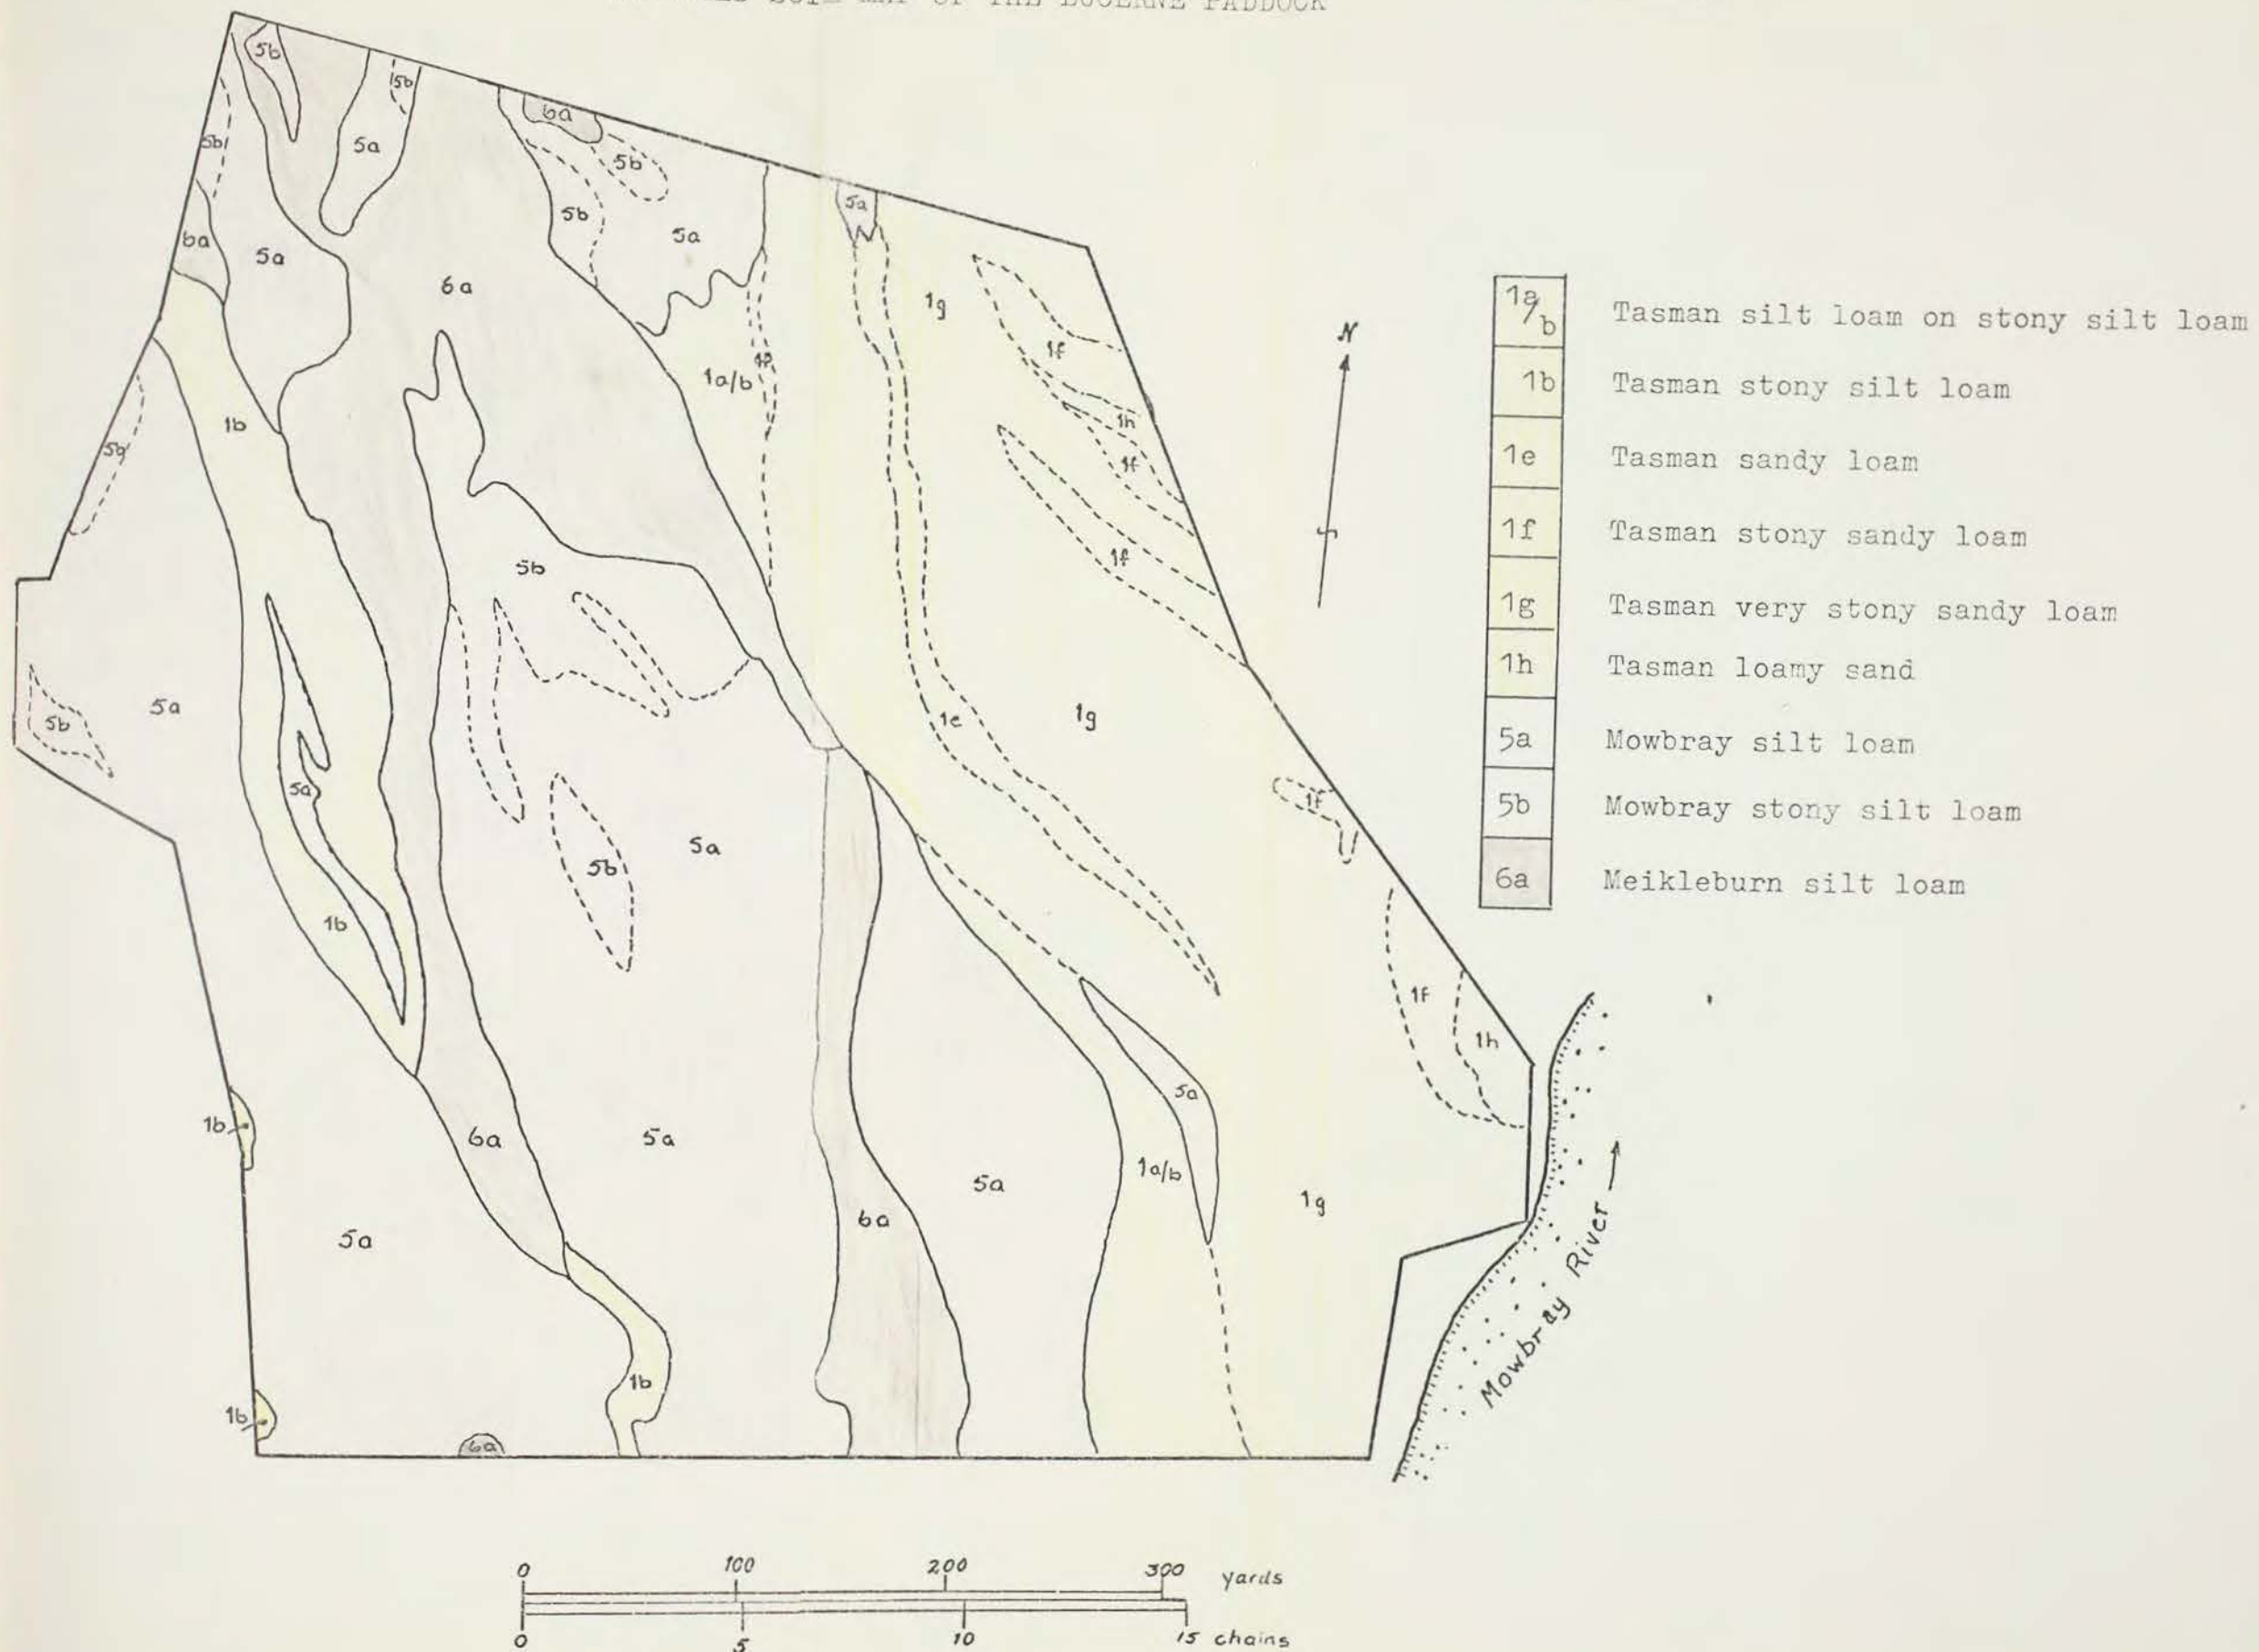 SOIL MAP OF THE LUCERNE PADDOCK
5b
5b
5b
6a
5a
5b
5b
5a
6a
5a
5b
5a
6a
1g
1f
1a/b
1f
1h
1f
1b
5b
1f
5b
5a
5b
1e
1g
5a
1f
5a
5b
1b
1f
1h
5a
1b
6a
5a
1a/b
5a
1g
5a
6a
1b
1b
6a
N
1a/b Tasman silt loam on stony silt loam
1b Tasman stony silt loam
1e Tasman sandy loam
1f Tasman stony sandy loam
1g Tasman very stony sandy loam
1h Tasman loamy sand
5a Mowbray silt loam
5b Mowbray stony silt loam
6a Meikleburn silt loam
Mowbray River
0 100 200 300 yards
0 5 10 15 chains